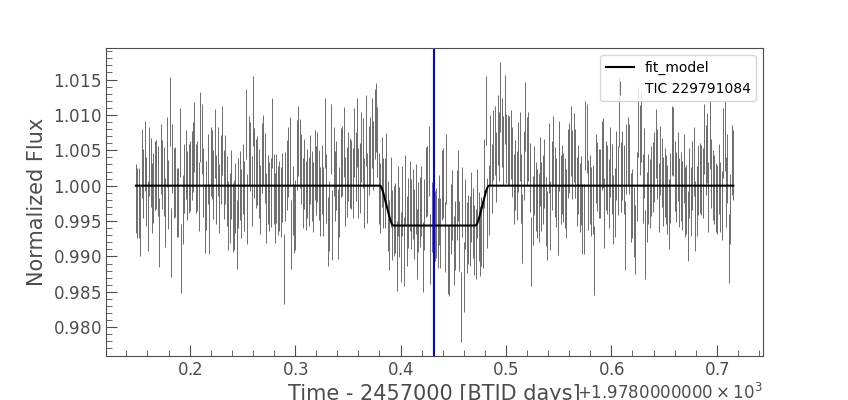 fit_model
TIC 229791084
Normalized Flux
1.015
1.010
1.005
1.000
0.995
0.990
0.985
0.980
0.2 0.3 0.4 0.5 0.6 0.7
Time - 2457000 [BTJD days]
+1.9780000000 × 10³